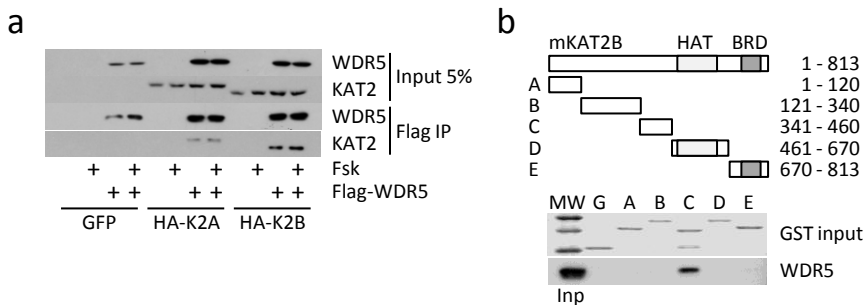 a
WDR5
KAT2
Input 5%
WDR5
KAT2
Flag IP
+ + + + + + Fsk
+ + + + + + Flag-WDR5
GFP HA-K2A HA-K2B
b
mKAT2B HAT BRD
1 - 813
A 1 - 120
B 121 - 340
C 341 - 460
D 461 - 670
E 670 - 813
MW G A B C D E
GST input
WDR5
Inp